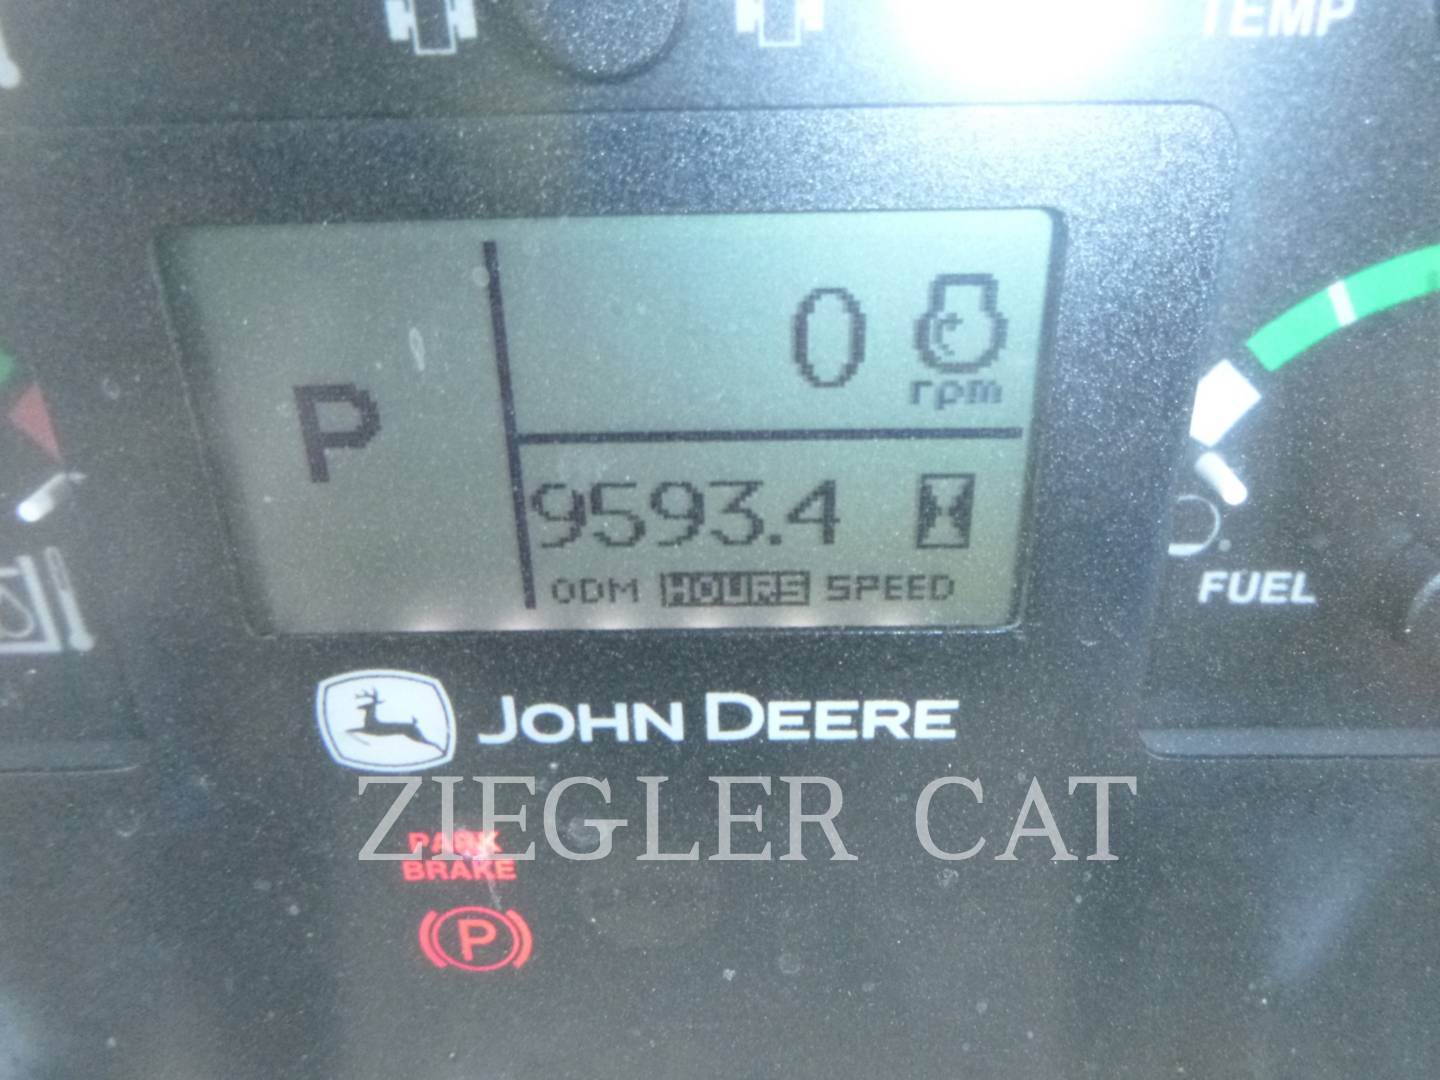 TEMP
P
0
rpm
9593.4
ODM HOURS SPEED
FUEL
JOHN DEERE
ZIEGLER CAT
PARK
BRAKE
P